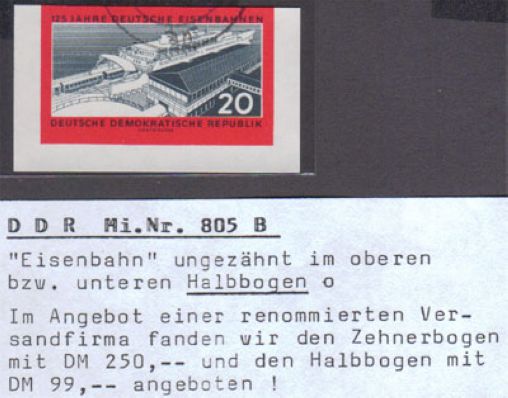 125 JAHRE DEUTSCHE EISENBAHNEN
20
DEUTSCHE DEMOKRATISCHE REPUBLIK
D D R Mi.Nr. 805 B
"Eisenbahn" ungezähnt im oberen
bzw. unteren Halbbogen o
Im Angebot einer renommierten Ver-
sandfirma fanden wir den Zehnerbogen
mit DM 250,-- und den Halbbogen mit
DM 99,-- angeboten !